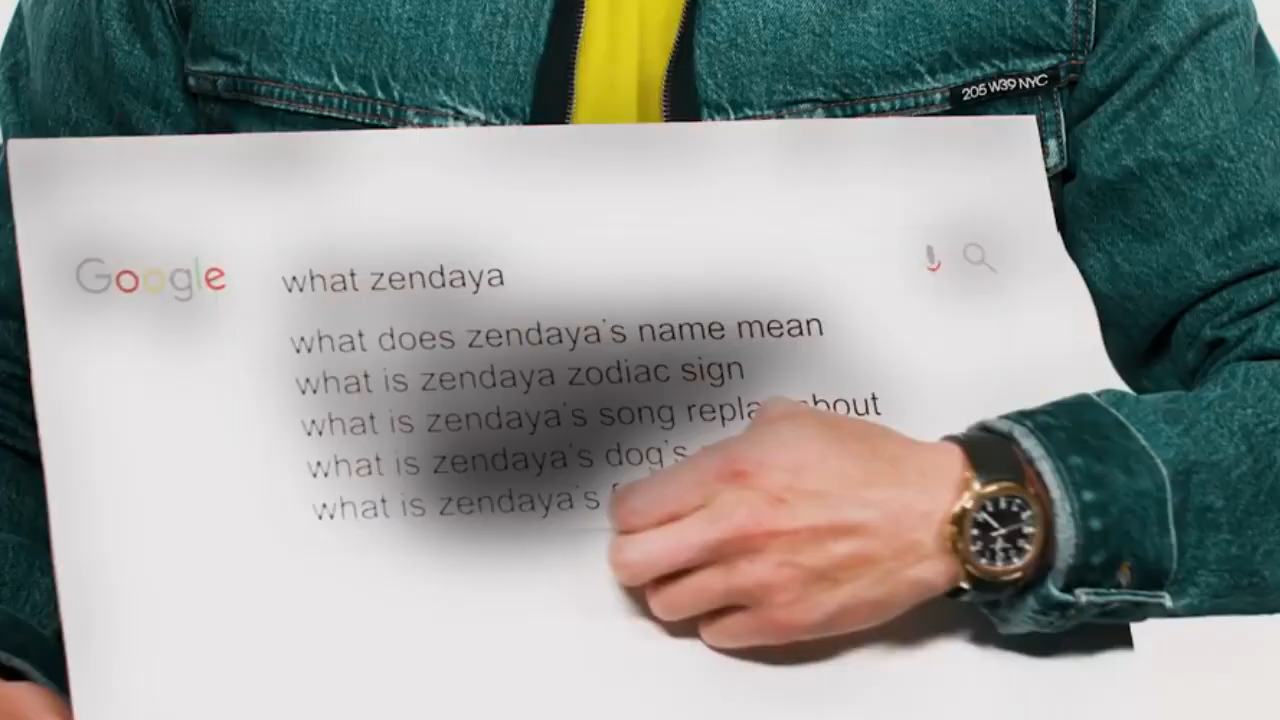 205 W39 NYC
Google what zendaya
what does zendaya's name mean
what is zendaya zodiac sign
what is zendaya's song about
what is zendaya's dog's
what is zendaya's